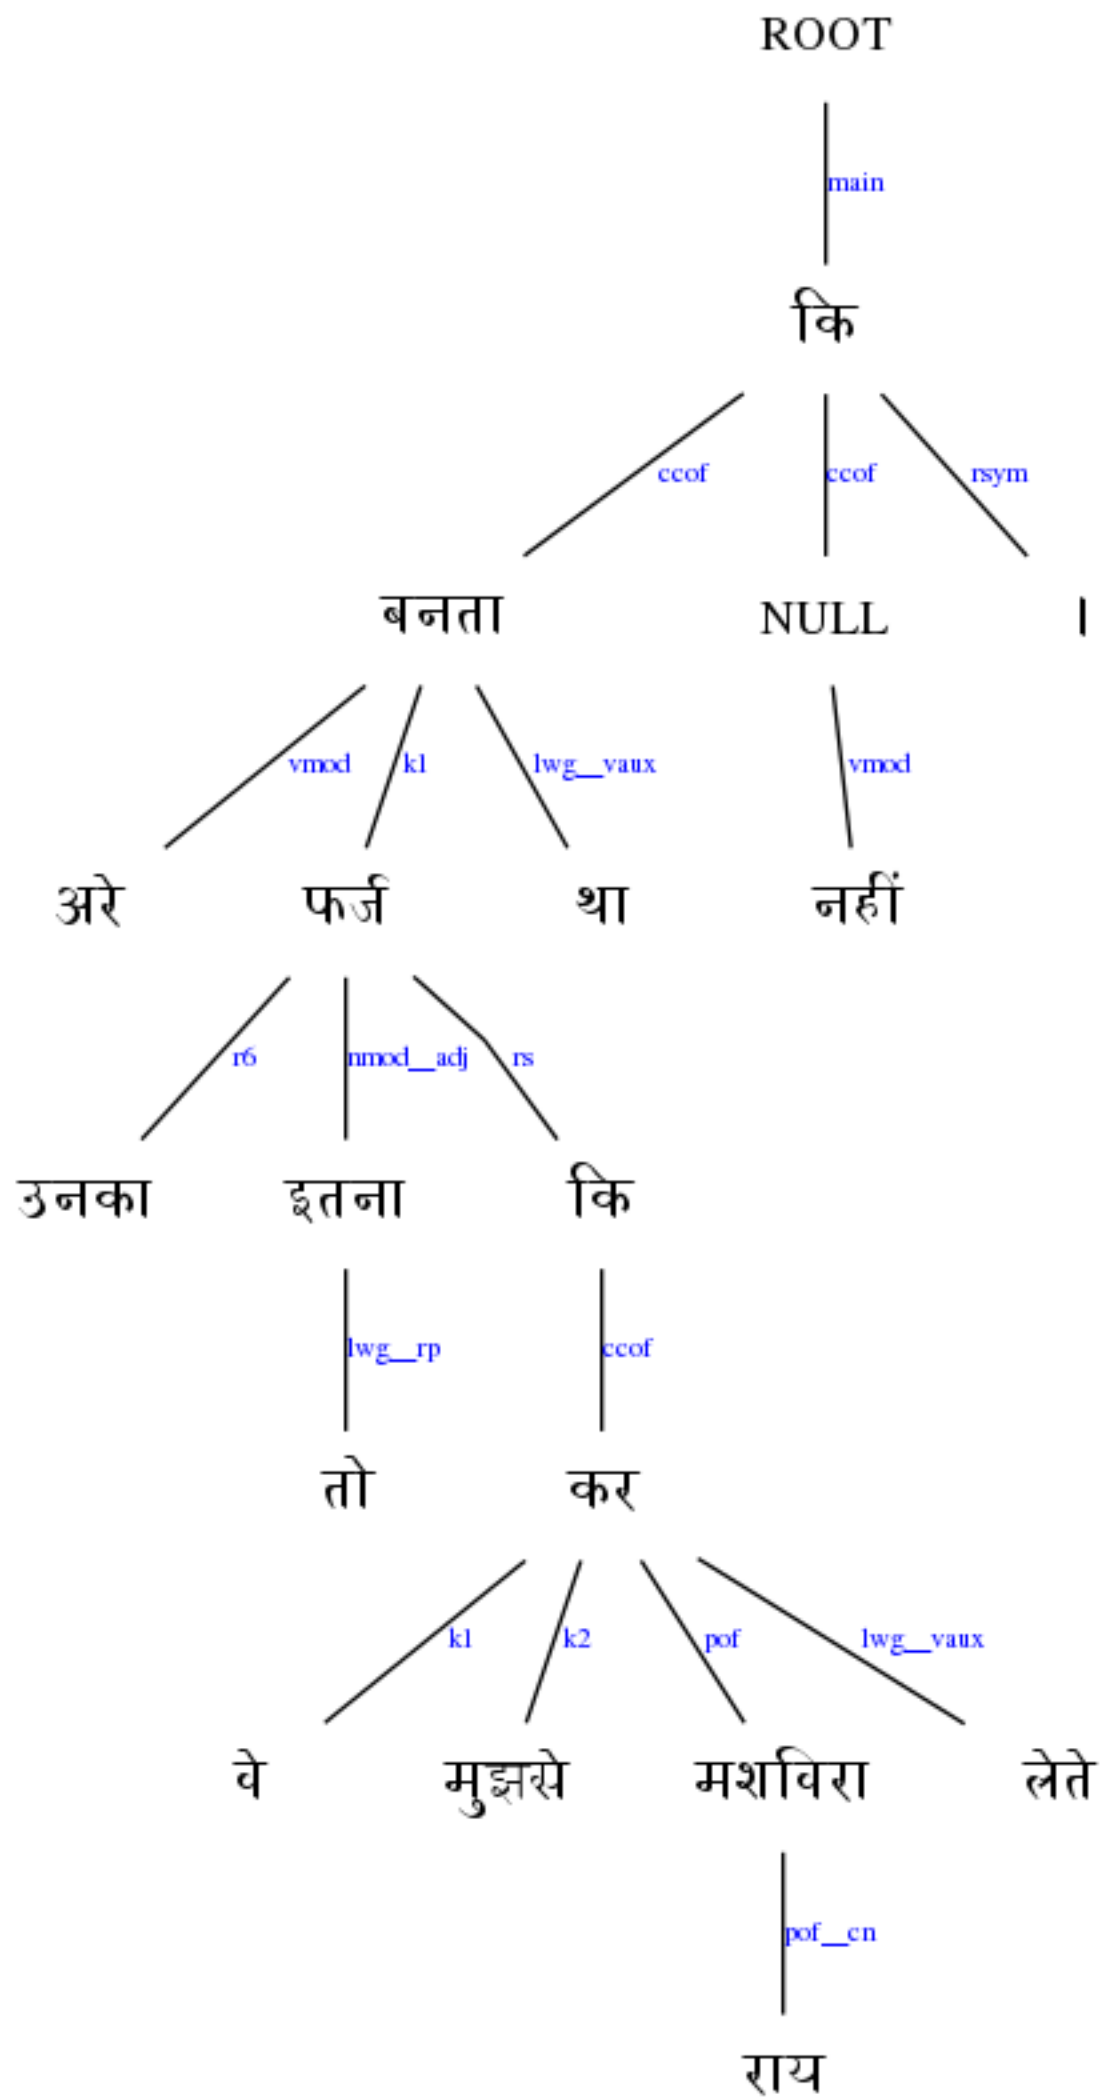 ROOT
main
कि
ccof ccof rsym
बनता NULL ।
vmod k1 lwg__vaux vmod
अरे फर्ज था नहीं
r6 nmod__adj rs
उनका इतना कि
lwg__rp ccof
तो कर
k1 k2 pof lwg__vaux
वे मुझसे मशविरा लेते
pof__cn
राय